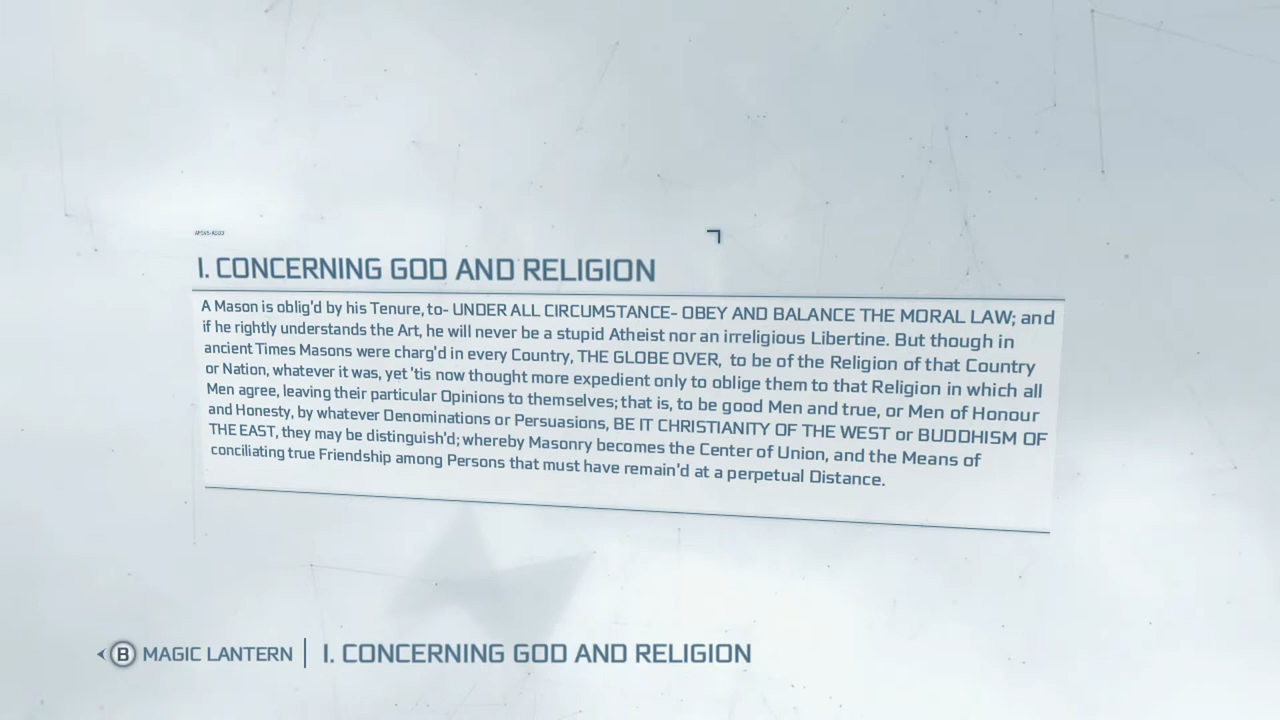 I. CONCERNING GOD AND RELIGION
A Mason is oblig'd by his Tenure, to- UNDER ALL CIRCUMSTANCE- OBEY AND BALANCE THE MORAL LAW; and
if he rightly understands the Art, he will never be a stupid Atheist nor an irreligious Libertine. But though in
ancient Times Masons were charg'd in every Country, THE GLOBE OVER, to be of the Religion of that Country
or Nation, whatever it was, yet 'tis now thought more expedient only to oblige them to that Religion in which all
Men agree, leaving their particular Opinions to themselves; that is, to be good Men and true, or Men of Honour
and Honesty, by whatever Denominations or Persuasions, BE IT CHRISTIANITY OF THE WEST or BUDDHISM OF
THE EAST, they may be distinguish'd; whereby Masonry becomes the Center of Union, and the Means of
conciliating true Friendship among Persons that must have remain'd at a perpetual Distance.
B MAGIC LANTERN I. CONCERNING GOD AND RELIGION